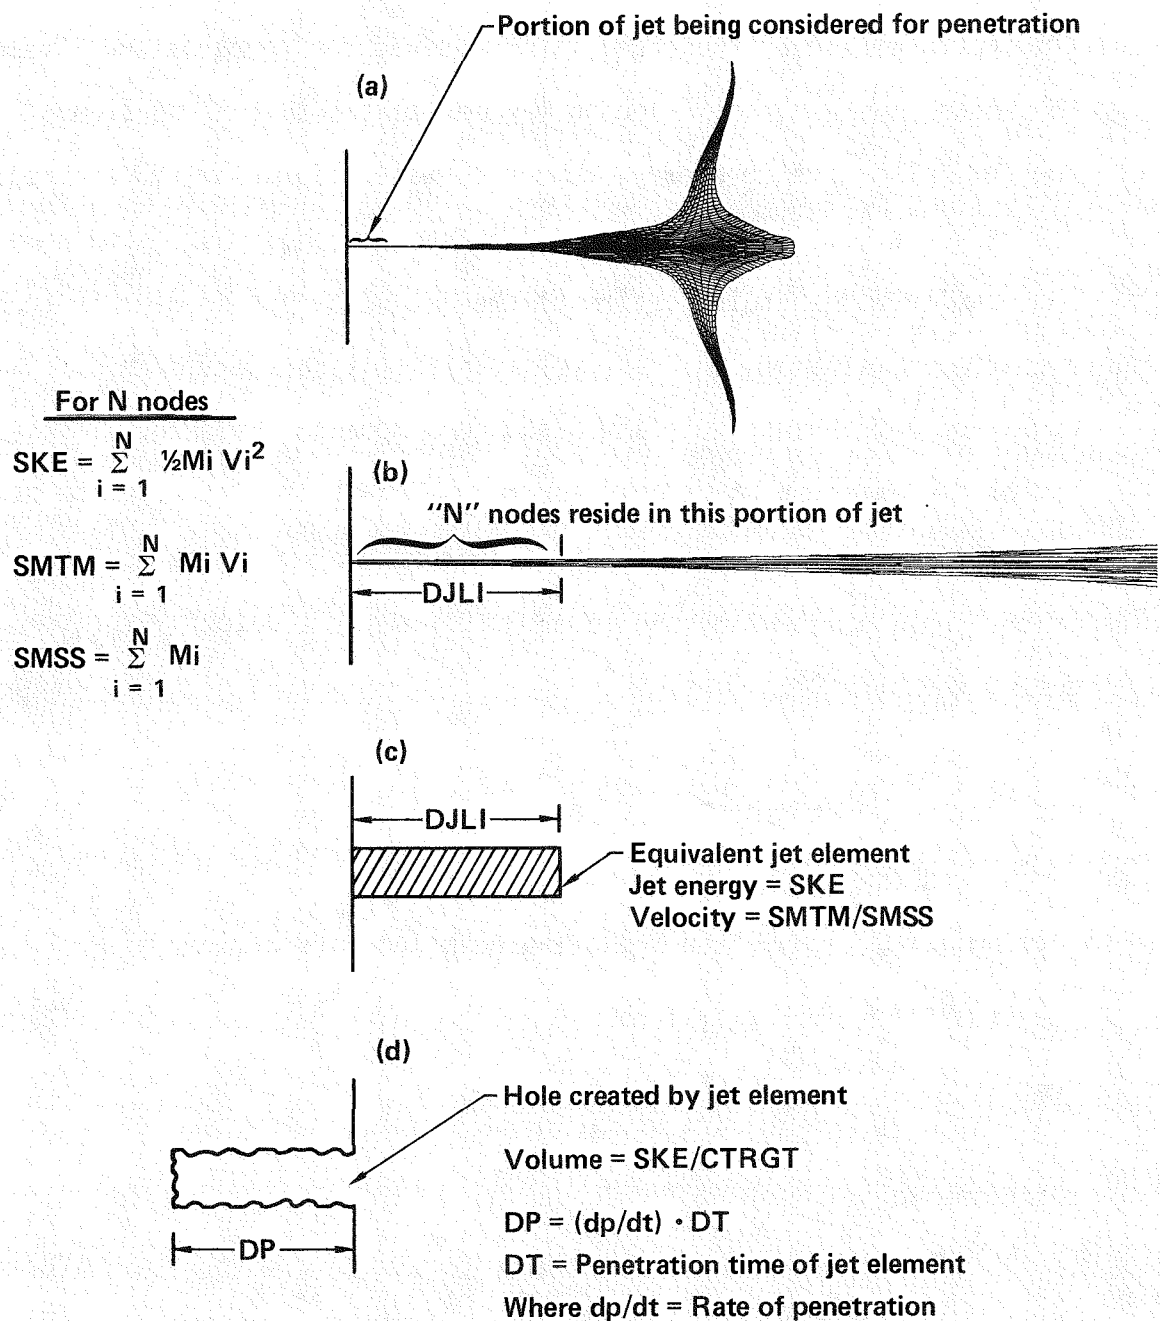 Portion of jet being considered for penetration
(a)
For N nodes
SKE = N Σ i = 1 ½Mi Vi²
SMTM = N Σ i = 1 Mi Vi
SMSS = N Σ i = 1 Mi
(b)
“N” nodes reside in this portion of jet
DJLI
(c)
DJLI
Equivalent jet element
Jet energy = SKE
Velocity = SMTM/SMSS
(d)
Hole created by jet element
Volume = SKE/CTRGT
DP = (dp/dt) · DT
DP
DT = Penetration time of jet element
Where dp/dt = Rate of penetration